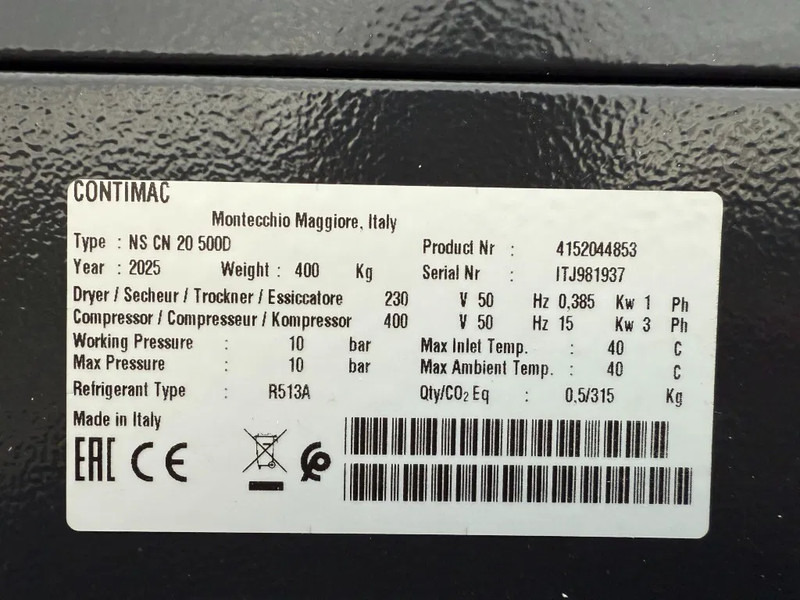 CONTIMAC
Montecchio Maggiore, Italy
Type : NS CN 20 500D Product Nr : 4152044853
Year : 2025 Weight : 400 Kg Serial Nr : ITJ981937
Dryer / Secheur / Trockner / Essiccatore 230 V 50 Hz 0,385 Kw 1 Ph
Compressor / Compresseur / Kompressor 400 V 50 Hz 15 Kw 3 Ph
Working Pressure : 10 bar Max Inlet Temp. : 40 C
Max Pressure : 10 bar Max Ambient Temp. : 40 C
Refrigerant Type : R513A Qty/CO₂ Eq : 0.5/315 Kg
Made in Italy
EAC CE